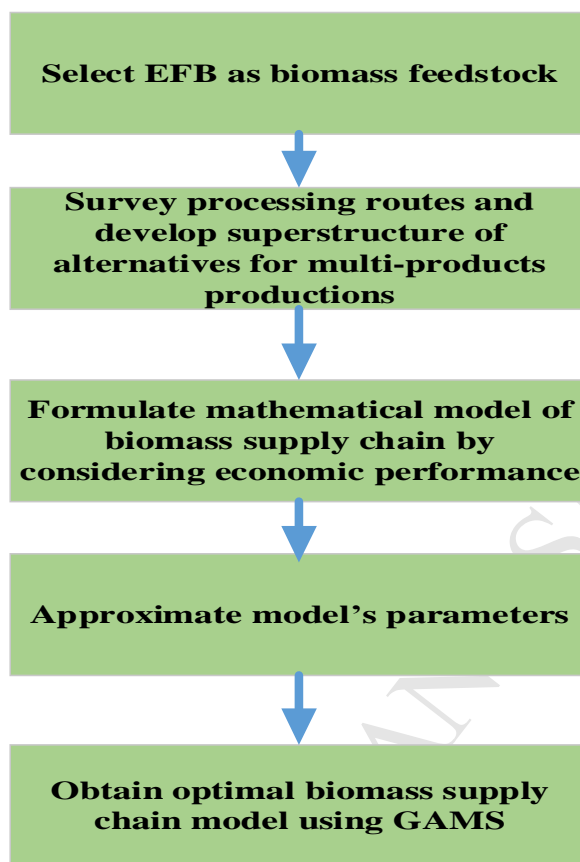 Select EFB as biomass feedstock
Survey processing routes and
develop superstructure of
alternatives for multi-products
productions
Formulate mathematical model of
biomass supply chain by
considering economic performance
Approximate model's parameters
Obtain optimal biomass supply
chain model using GAMS